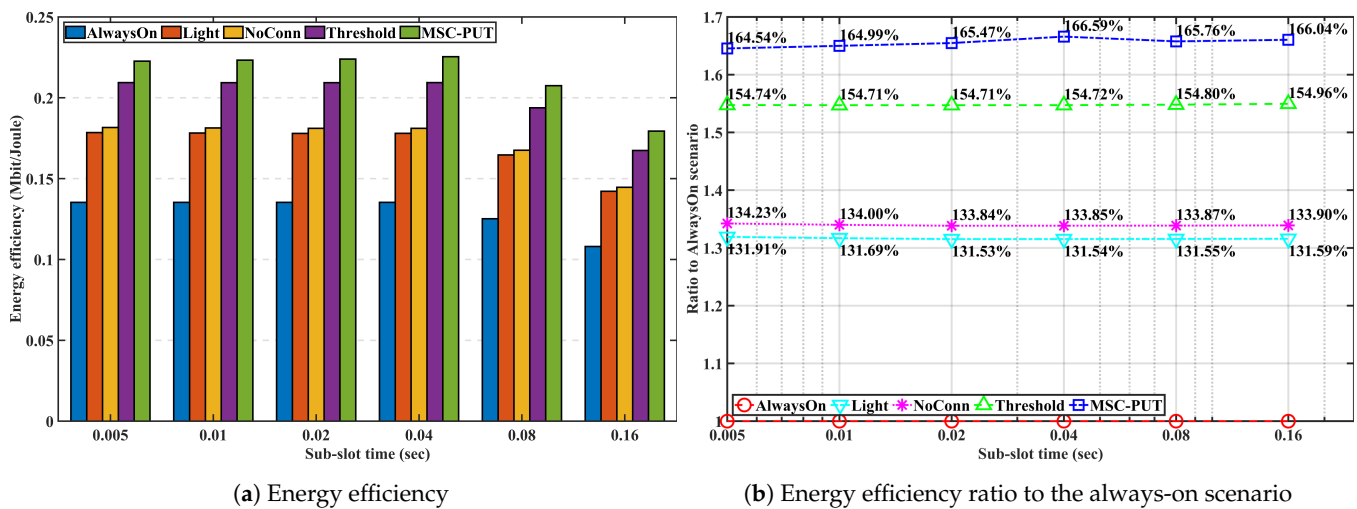 0.25
0.2
0.15
0.1
0.05
0
Energy efficiency (Mbit/Joule)
AlwaysOn Light NoConn Threshold MSC-PUT
0.005 0.01 0.02 0.04 0.08 0.16
Sub-slot time (sec)
(a) Energy efficiency
1.7
1.6
1.5
1.4
1.3
1.2
1.1
1
Ratio to AlwaysOn scenario
164.54% 164.99% 165.47% 166.59% 165.76% 166.04%
154.74% 154.71% 154.71% 154.72% 154.80% 154.96%
134.23% 134.00% 133.84% 133.85% 133.87% 133.90%
131.91% 131.69% 131.53% 131.54% 131.55% 131.59%
AlwaysOn Light NoConn Threshold MSC-PUT
0.005 0.01 0.02 0.04 0.08 0.16
Sub-slot time (sec)
(b) Energy efficiency ratio to the always-on scenario